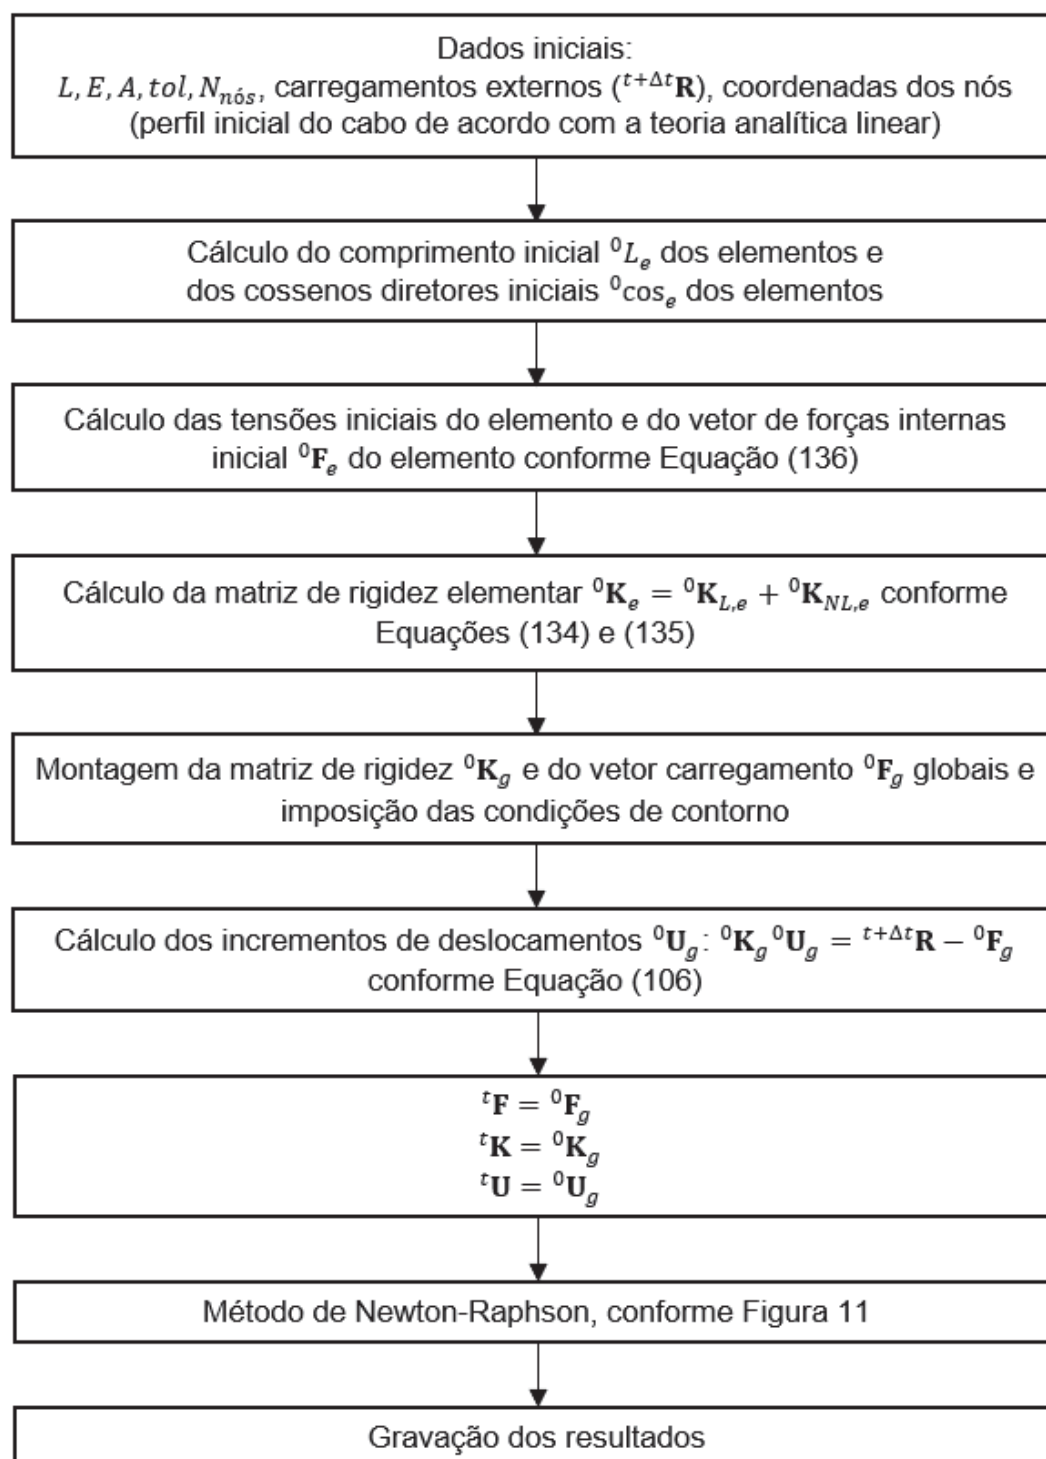 Dados iniciais:
L, E, A, tol, N_nós, carregamentos externos (^{t+Δt}R), coordenadas dos nós
(perfil inicial do cabo de acordo com a teoria analítica linear)
Cálculo do comprimento inicial ^0L_e dos elementos e
dos cossenos diretores iniciais ^0cos_e dos elementos
Cálculo das tensões iniciais do elemento e do vetor de forças internas
inicial ^0F_e do elemento conforme Equação (136)
Cálculo da matriz de rigidez elementar ^0K_e = ^0K_{L,e} + ^0K_{NL,e} conforme
Equações (134) e (135)
Montagem da matriz de rigidez ^0K_g e do vetor carregamento ^0F_g globais e
imposição das condições de contorno
Cálculo dos incrementos de deslocamentos ^0U_g: ^0K_g ^0U_g = ^{t+Δt}R − ^0F_g
conforme Equação (106)
^tF = ^0F_g
^tK = ^0K_g
^tU = ^0U_g
Método de Newton-Raphson, conforme Figura 11
Gravação dos resultados